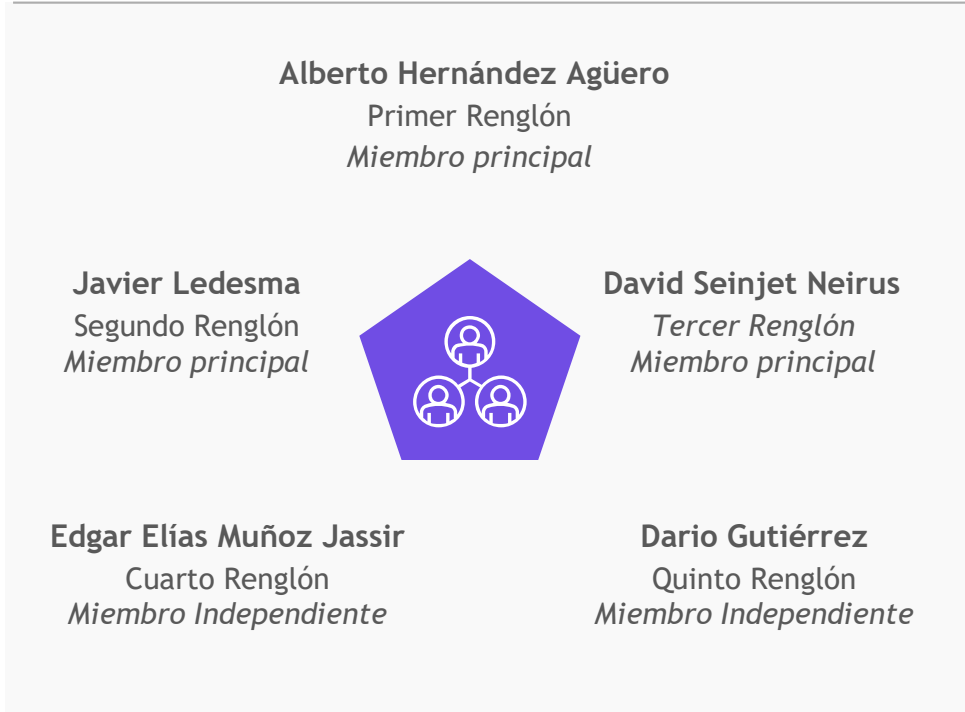 Alberto Hernández Agüero
Primer Renglón
Miembro principal
Javier Ledesma
Segundo Renglón
Miembro principal
David Seinjet Neirus
Tercer Renglón
Miembro principal
Edgar Elías Muñoz Jassir
Cuarto Renglón
Miembro Independiente
Dario Gutiérrez
Quinto Renglón
Miembro Independiente